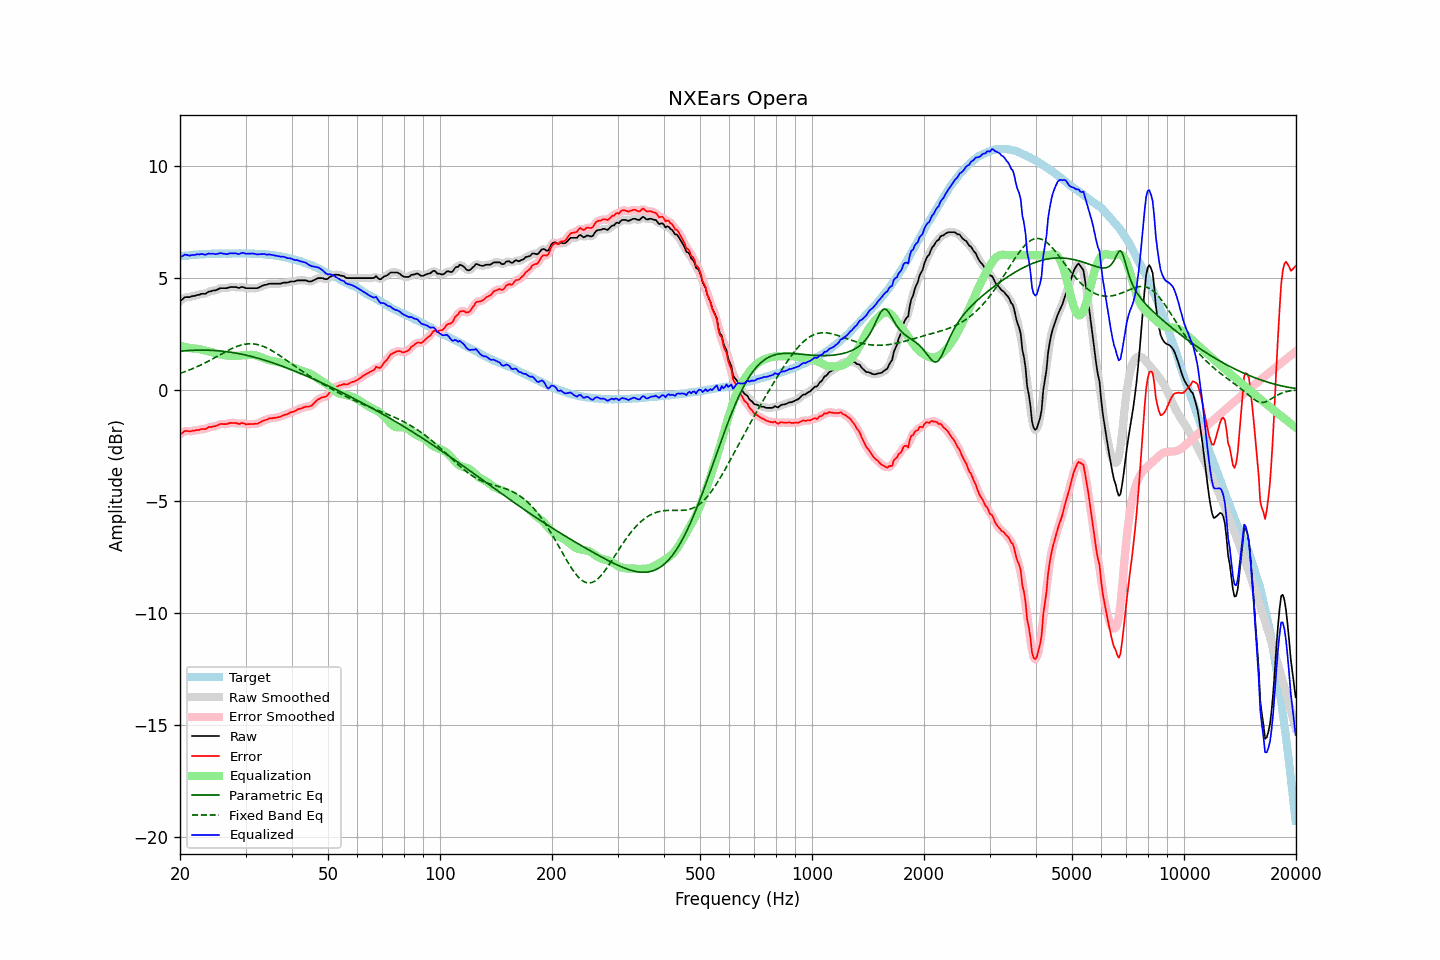 NXEars Opera
Amplitude (dBr)
10
5
0
−5
−10
−15
−20
Target
Raw Smoothed
Error Smoothed
Raw
Error
Equalization
Parametric Eq
Fixed Band Eq
Equalized
20 50 100 200 500 1000 2000 5000 10000 20000
Frequency (Hz)